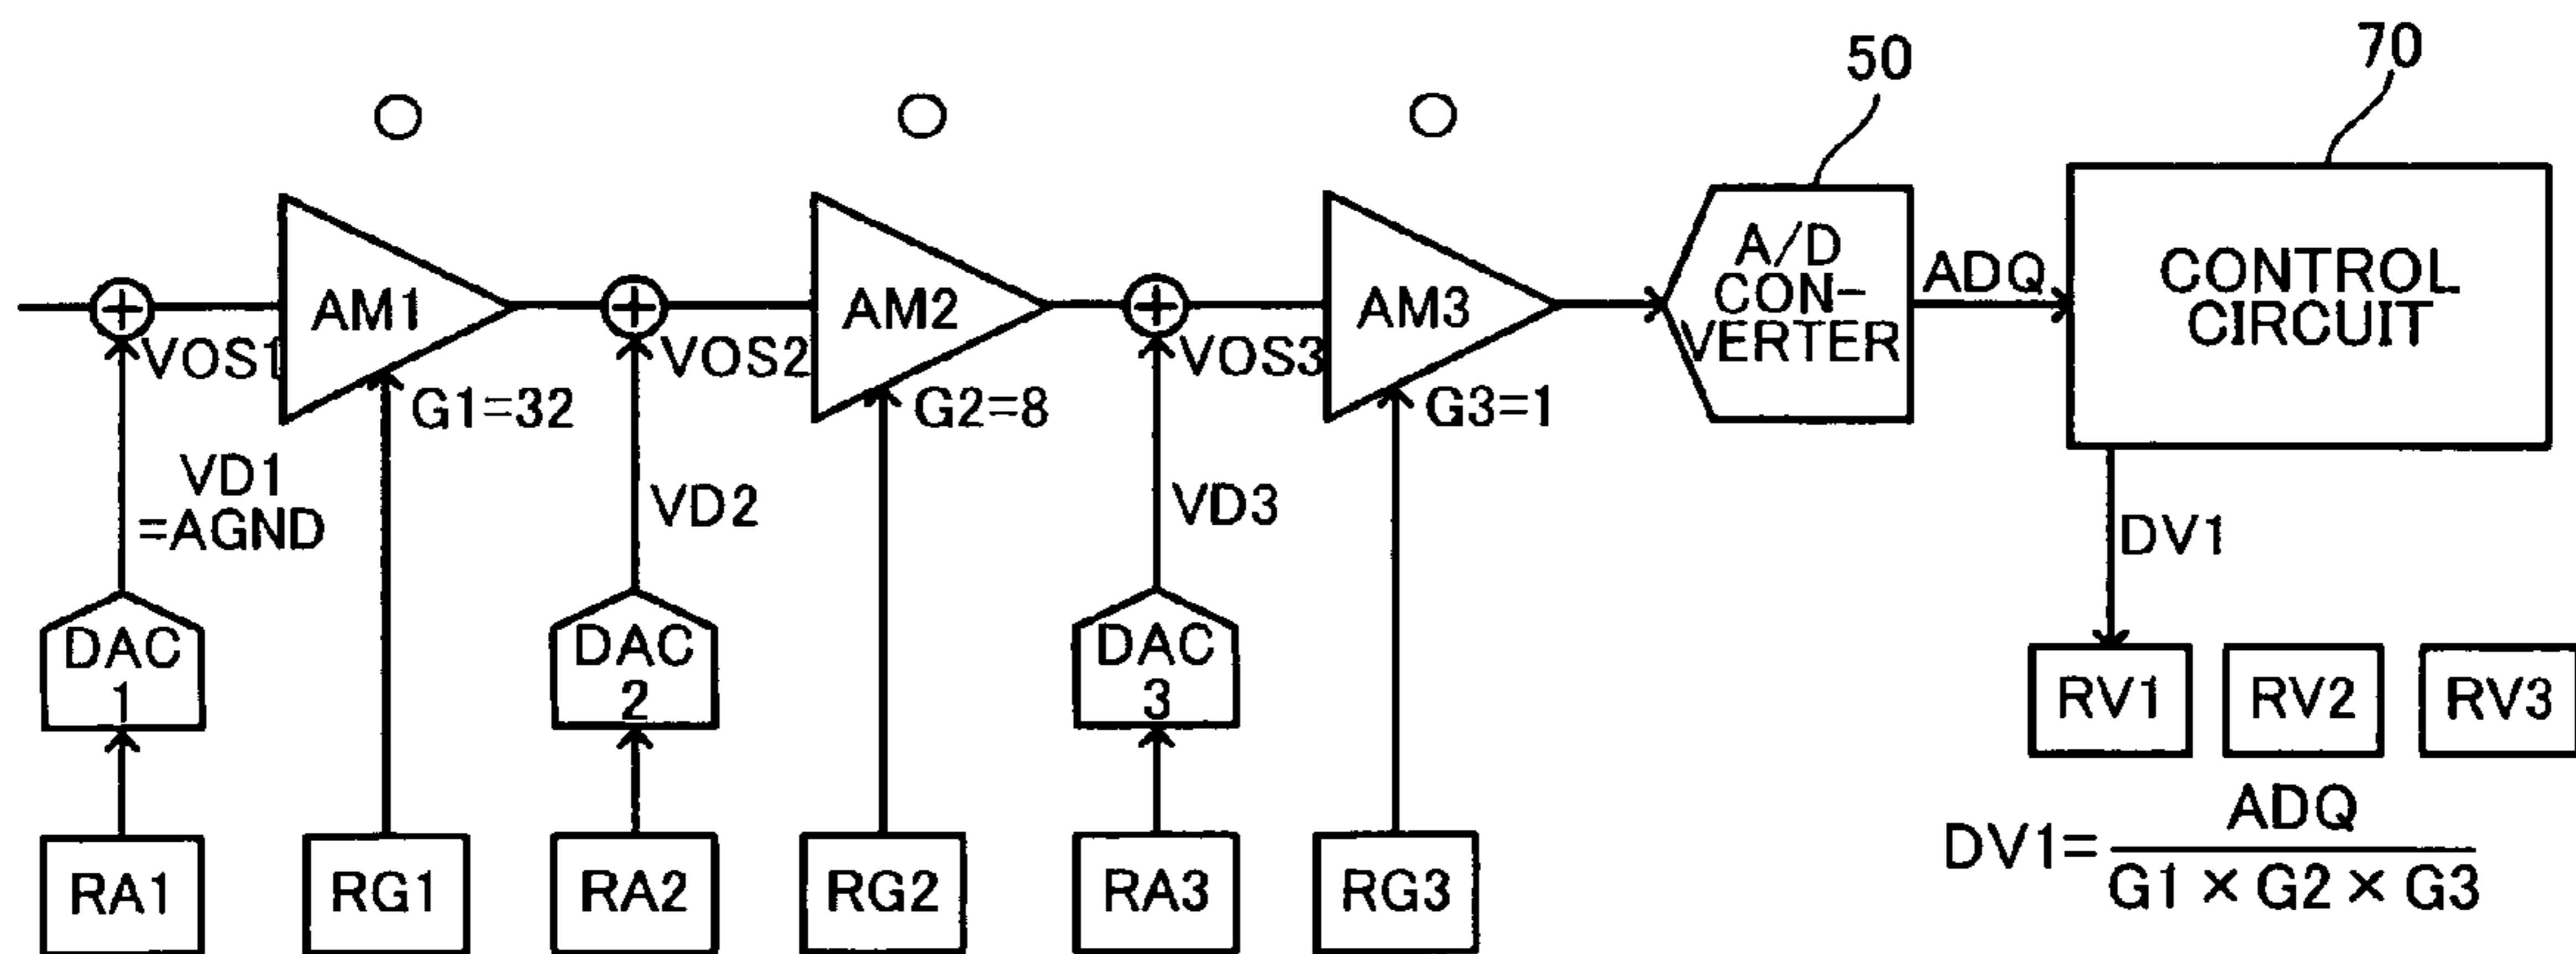 50
70
AM1
AM2
AM3
A/D
CON-
VERTER
ADQ
CONTROL
CIRCUIT
VOS1
VOS2
VOS3
G1=32
G2=8
G3=1
VD1
=AGND
VD2
VD3
DV1
DAC
1
DAC
2
DAC
3
RV1
RV2
RV3
RA1
RG1
RA2
RG2
RA3
RG3
DV1=
ADQ
G1 × G2 × G3